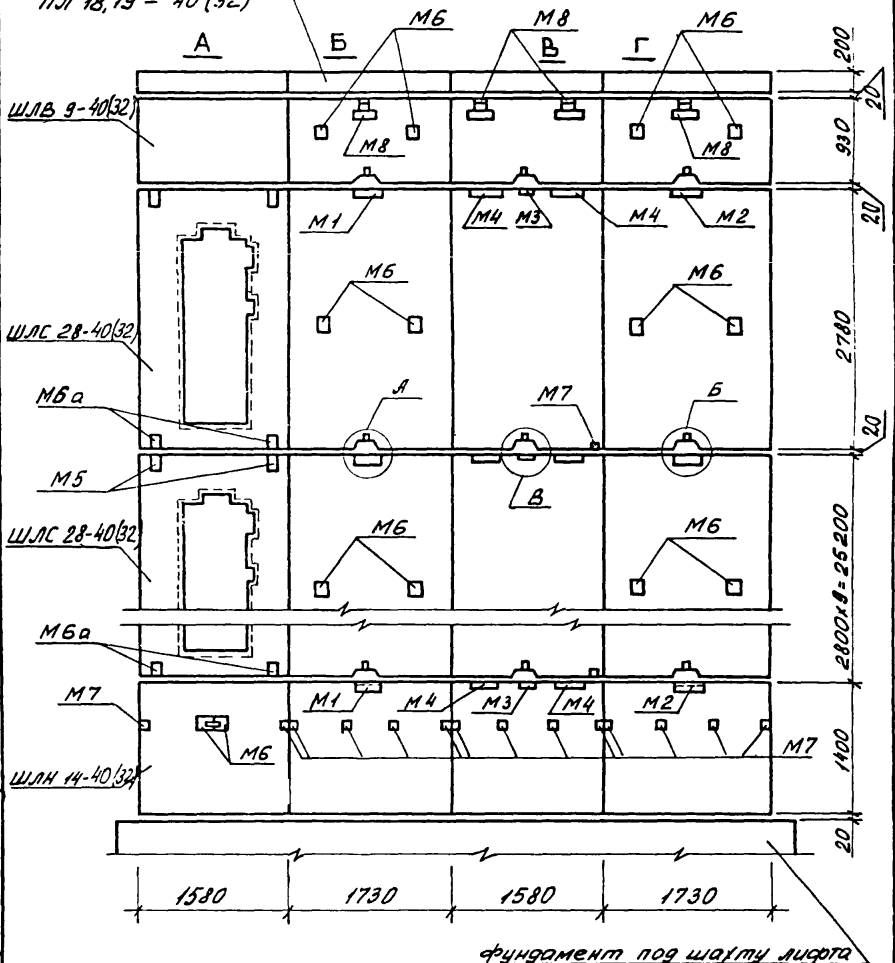 ПЛ 18,19 - 40(32)
М6 М8 М6
А Б В Г
200
20
ШЛВ 9-40(32)
М8 М8
930
М1 М4 М3 М4 М2
20
М6 М6
ШЛС 28-40(32)
2780
М6а
А М7 Б
20
М5
В
ШЛС 28-40(32)
М6 М6
2800х9=25200
М6а
М1 М4 М3 М4 М2
М7
М6 М7
1400
ШЛН 14-40(32)
20
1580 1730 1580 1730
фундамент под шахту лифта